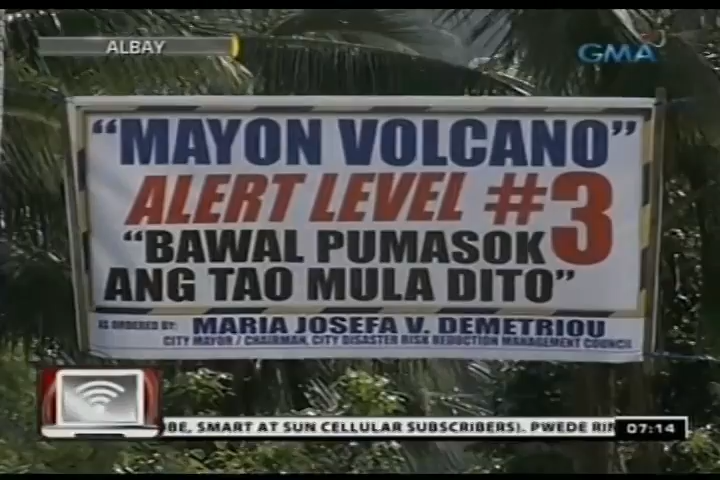 ALBAY
GMA
“MAYON VOLCANO”
ALERT LEVEL #3
“BAWAL PUMASOK
ANG TAO MULA DITO”
AS ORDERED BY: MARIA JOSEFA V. DEMETRIOU
CITY MAYOR / CHAIRMAN, CITY DISASTER RISK REDUCTION MANAGEMENT COUNCIL
BE, SMART AT SUN CELLULAR SUBSCRIBERS). PWEDE RIN
07:14